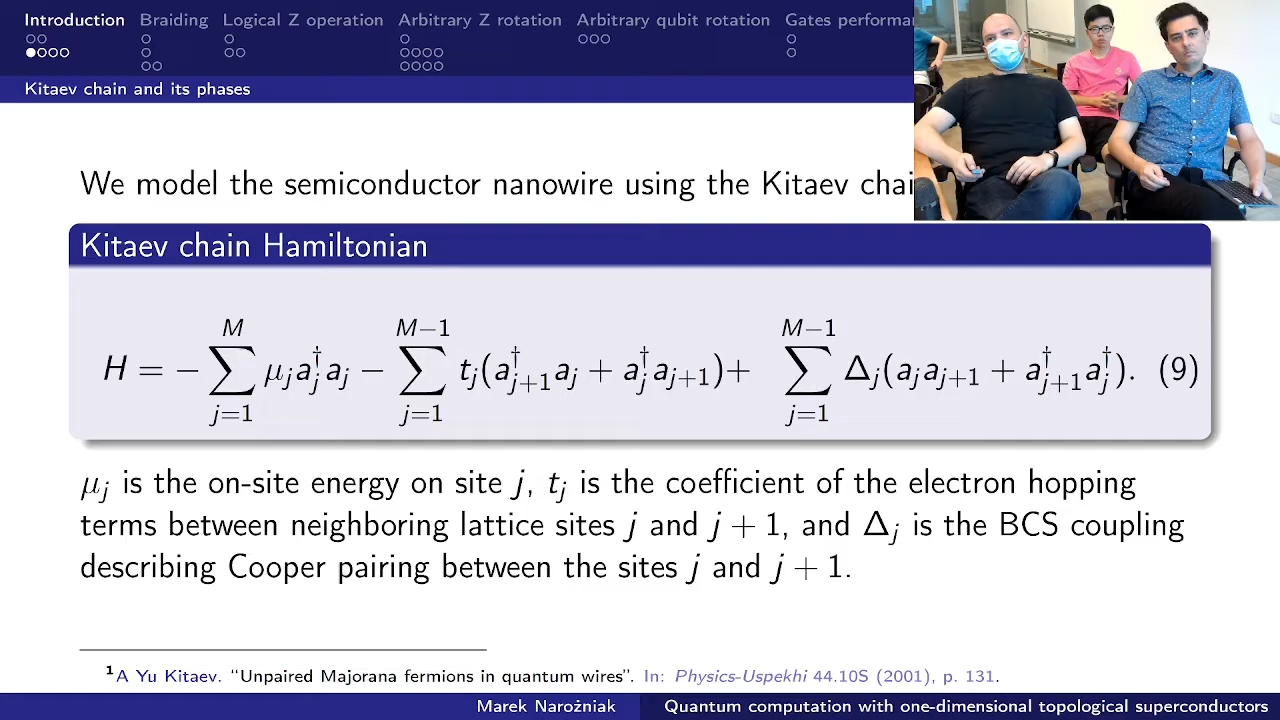 Introduction Braiding Logical Z operation Arbitrary Z rotation Arbitrary qubit rotation Gates
Kitaev chain and its phases
We model the semiconductor nanowire using the Kitaev
Kitaev chain Hamiltonian
H = − ∑_{j=1}^{M} μ_j a_j^† a_j − ∑_{j=1}^{M−1} t_j(a_{j+1}^† a_j + a_j^† a_{j+1})+ ∑_{j=1}^{M−1} Δ_j(a_j a_{j+1} + a_{j+1}^† a_j^†). (9)
μ_j is the on-site energy on site j, t_j is the coefficient of the electron hopping
terms between neighboring lattice sites j and j + 1, and Δ_j is the BCS coupling
describing Cooper pairing between the sites j and j + 1.
¹A Yu Kitaev. “Unpaired Majorana fermions in quantum wires”. In: Physics-Uspekhi 44.10S (2001), p. 131.
Marek Narożniak Quantum computation with one-dimensional topological superconductors